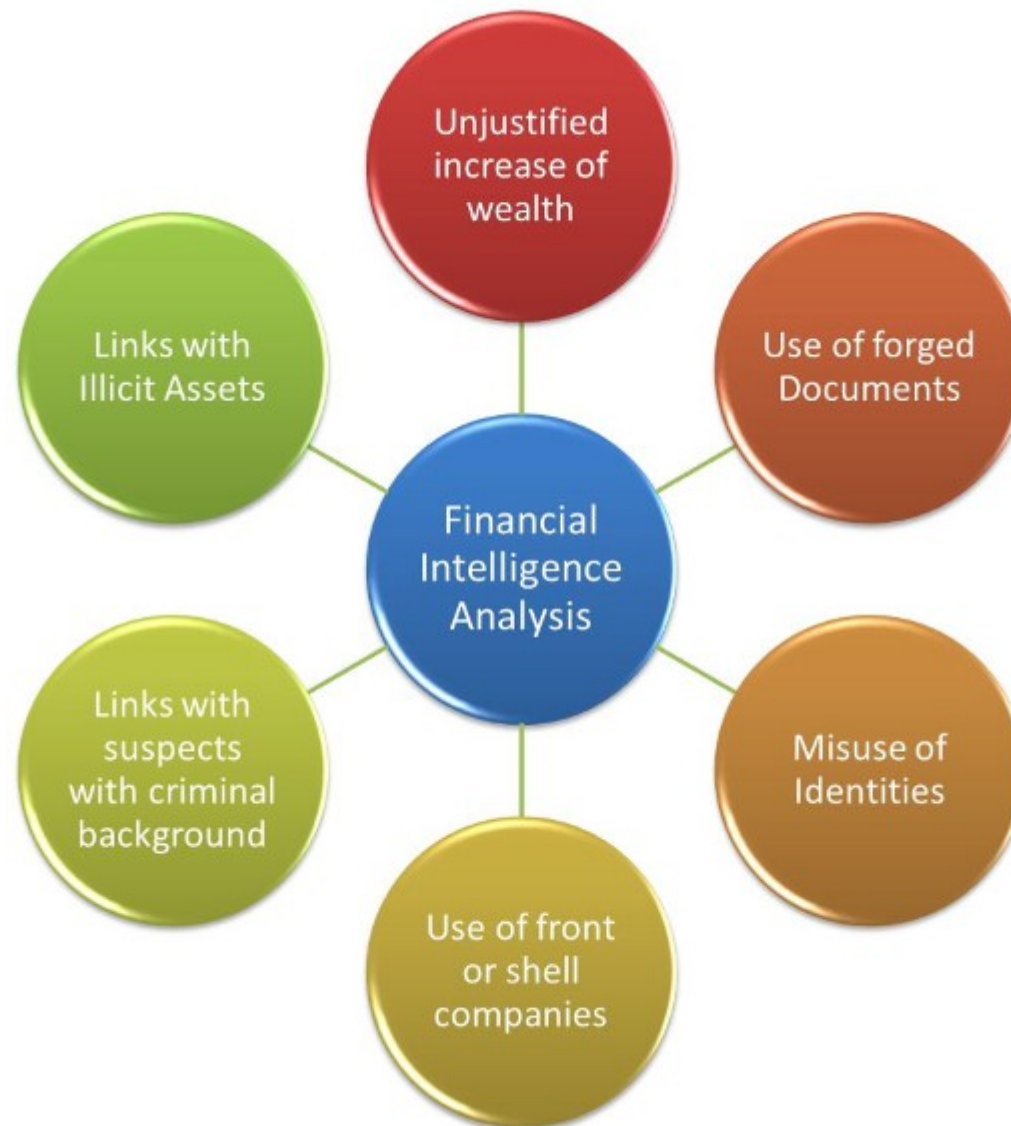 Unjustified
increase of
wealth
Links with
Illicit Assets
Use of forged
Documents
Financial
Intelligence
Analysis
Links with
suspects
with criminal
background
Misuse of
Identities
Use of front
or shell
companies